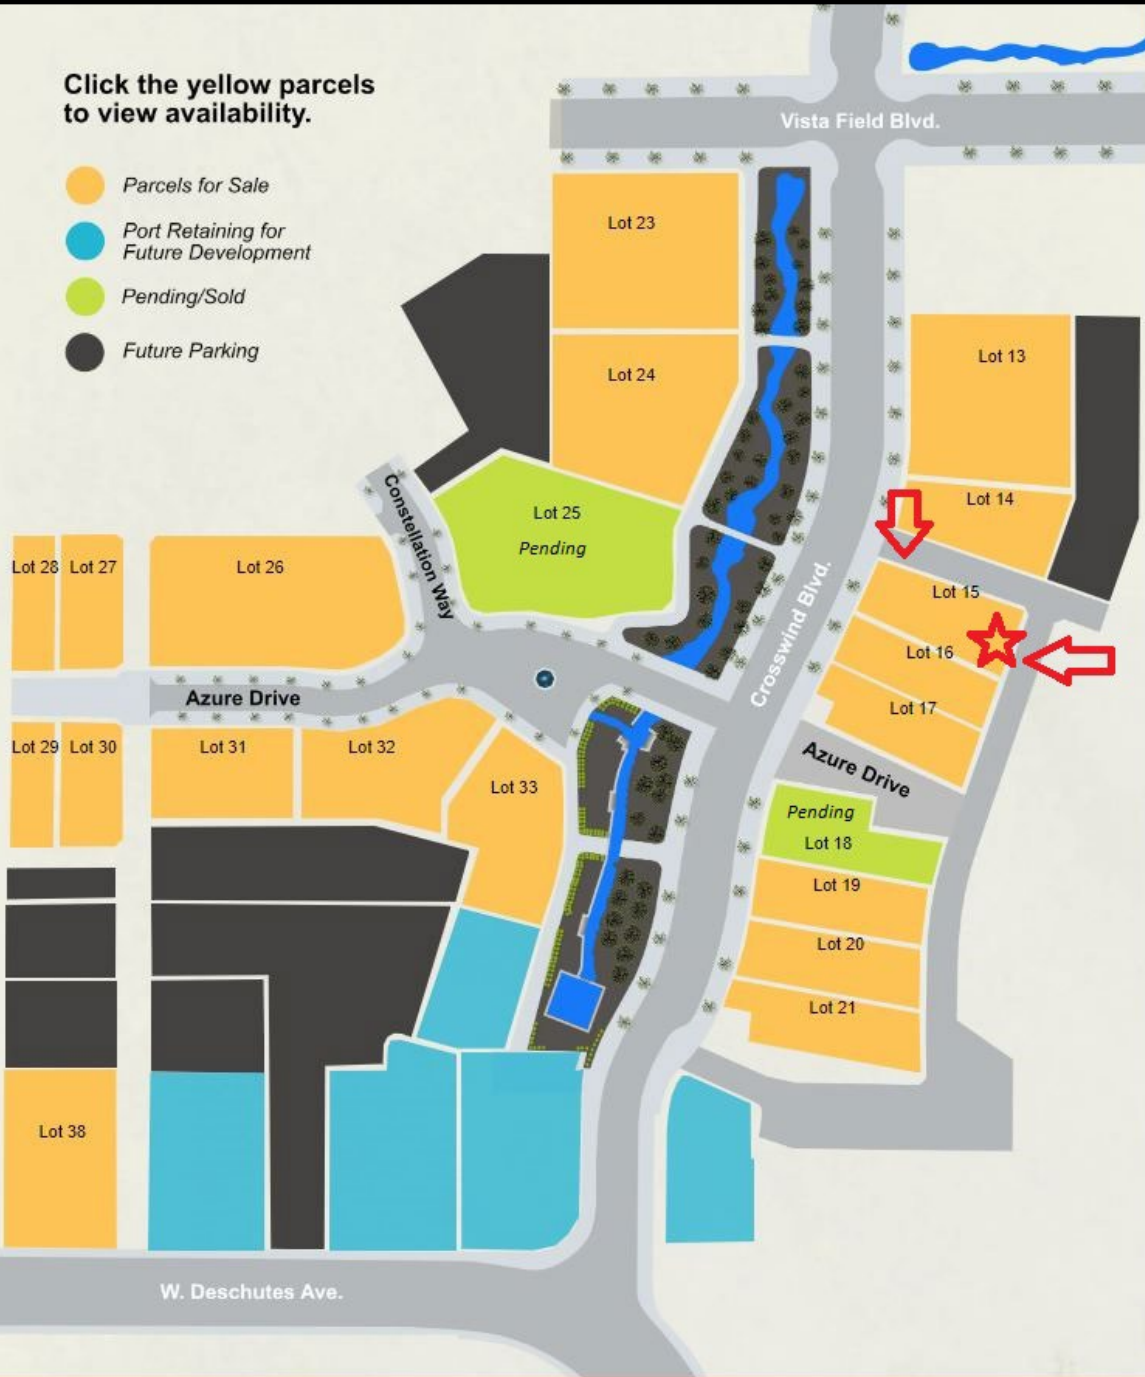 Click the yellow parcels
to view availability.
Parcels for Sale
Port Retaining for
Future Development
Pending/Sold
Future Parking
Vista Field Blvd.
Lot 23
Lot 24
Lot 13
Lot 14
Constellation Way
Lot 25
Pending
Lot 28
Lot 27
Lot 26
Crosswind Blvd.
Lot 15
Lot 16
Lot 17
Azure Drive
Lot 29
Lot 30
Lot 31
Lot 32
Lot 33
Azure Drive
Pending
Lot 18
Lot 19
Lot 20
Lot 21
Lot 38
W. Deschutes Ave.